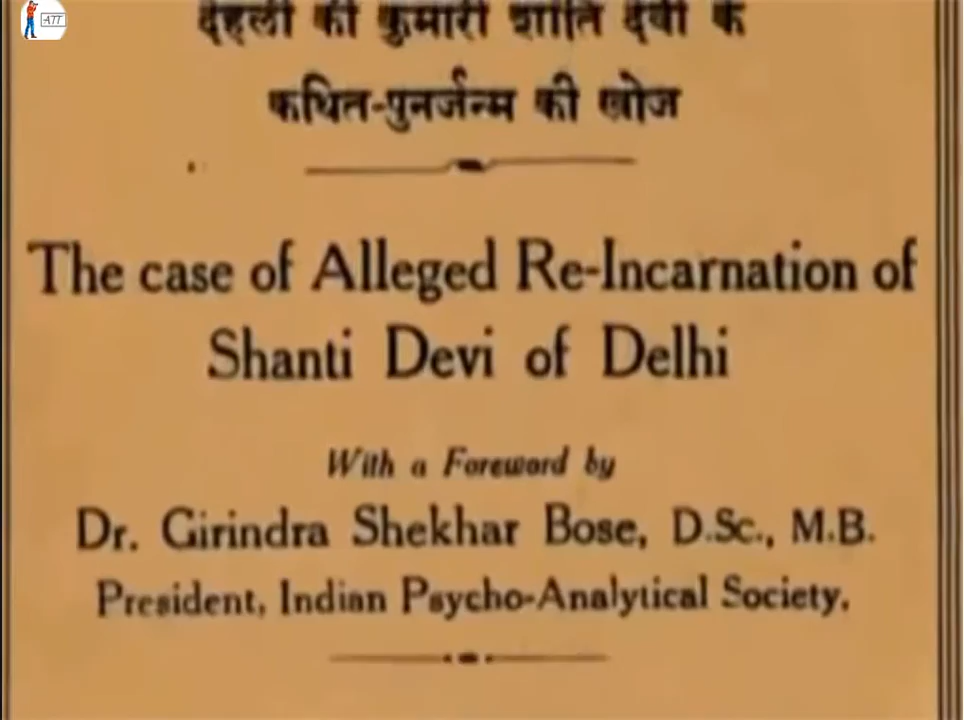 ATT
देहली की कुमारी शांति देवी के
कथित-पुनर्जन्म की खोज
The case of Alleged Re-Incarnation of
Shanti Devi of Delhi
With a Foreword by
Dr. Girindra Shekhar Bose, D.Sc., M.B.
President, Indian Psycho-Analytical Society.